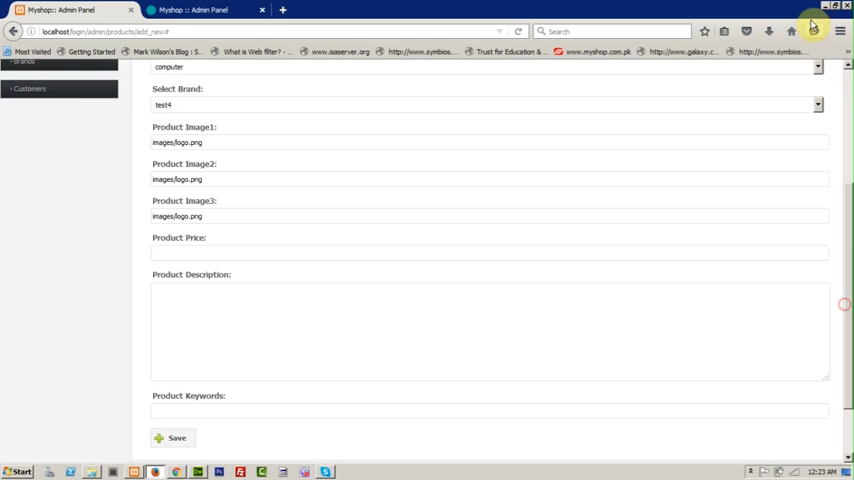 Myshop:: Admin Panel
Myshop :: Admin Panel
localhost/login/admin/products/add_new#
Search
Most Visited
Getting Started
Mark Wilson's Blog : S...
What is Web filter? - ...
www.isaserver.org
http://www.symbios....
Trust for Education &...
www.myshop.com.pk
http://www.galaxy.c...
http://www.symbios....
› Brands
› Customers
computer
Select Brand:
test4
Product Image1:
images/logo.png
Product Image2:
images/logo.png
Product Image3:
images/logo.png
Product Price:
Product Description:
Product Keywords:
Save
Start
12:23 AM